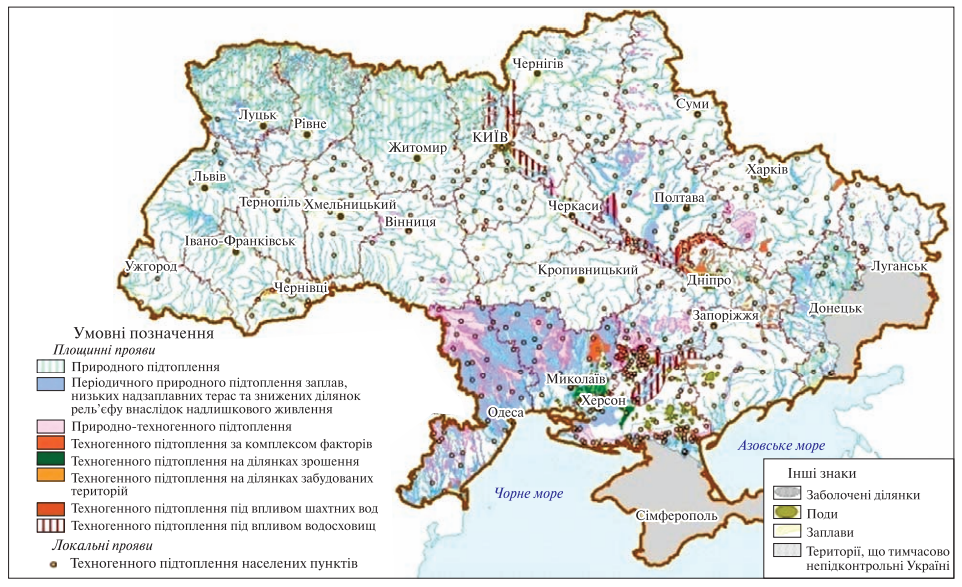 Чернігів
Суми
Луцьк
Рівне
КИЇВ
Житомир
Харків
Львів
Тернопіль
Хмельницький
Вінниця
Черкаси
Полтава
Івано-Франківськ
Ужгород
Чернівці
Кропивницький
Дніпро
Луганськ
Донецьк
Запоріжжя
Миколаїв
Херсон
Одеса
Азовське море
Чорне море
Сімферополь
Умовні позначення
Площинні прояви
Природного підтоплення
Періодичного природного підтоплення заплав,
низьких надзаплавних терас та знижених ділянок
рель’єфу внаслідок надлишкового живлення
Природно-техногенного підтоплення
Техногенного підтоплення за комплексом факторів
Техногенного підтоплення на ділянках зрошення
Техногенного підтоплення на ділянках забудованих
територій
Техногенного підтоплення під впливом шахтних вод
Техногенного підтоплення під впливом водосховищ
Локальні прояви
Техногенного підтоплення населених пунктів
Інші знаки
Заболочені ділянки
Поди
Заплави
Території, що тимчасово
непідконтрольні Україні